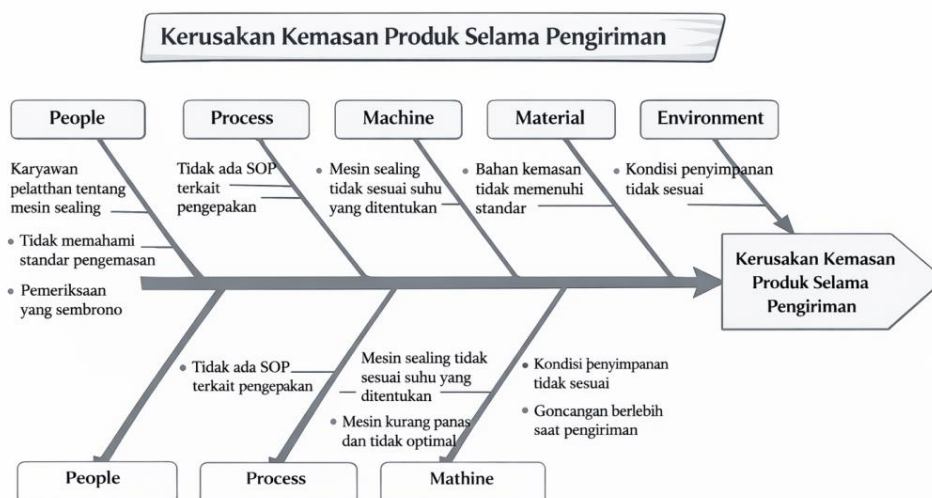 Kerusakan Kemasan Produk Selama Pengiriman
People
Process
Machine
Material
Environment
Karyawan
pelatthan tentang
mesin sealing
• Tidak memahami
standar pengemasan
• Pemeriksaan
yang sembrono
Tidak ada SOP
terkait
pengepakan
• Mesin sealing
tidak sesuai suhu
yang ditentukan
• Bahan kemasan
tidak memenuhi
standar
• Kondisi penyimpanan
tidak sesuai
Kerusakan Kemasan
Produk Selama
Pengiriman
• Tidak ada SOP
terkait pengepakan
Mesin sealing tidak
sesuai suhu yang
ditentukan
• Mesin kurang panas
dan tidak optimal
• Kondisi penyimpanan
tidak sesuai
• Goncangan berlebih
saat pengiriman
People
Process
Mathine